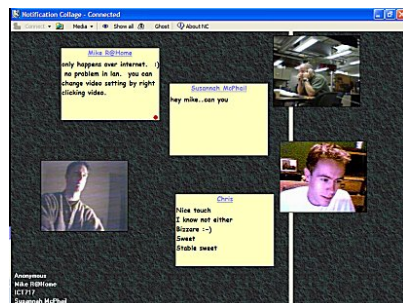 Notification Collage - Connected
Connect Media Show all Ghost About NC
Mike R@Home
only happens over internet. :)
no problem in lan. you can
change video setting by right
clicking video.
Susannah McPhail
hey mike..can you
Chris
Nice touch
I know not either
Bizzare :-)
Sweet
Stable sweet
Anonymous
Mike R@Home
ICT717
Susannah McPhail